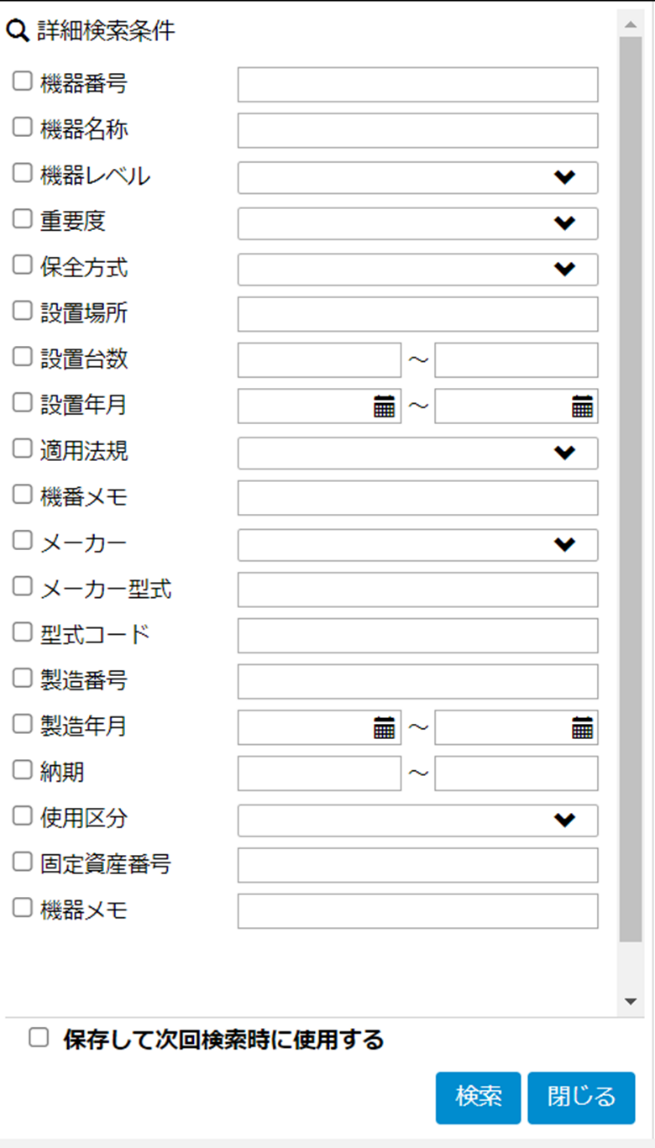 詳細検索条件
機器番号
機器名称
機器レベル
重要度
保全方式
設置場所
設置台数 ～
設置年月 ～
適用法規
機番メモ
メーカー
メーカー型式
型式コード
製造番号
製造年月 ～
納期 ～
使用区分
固定資産番号
機器メモ
保存して次回検索時に使用する
検索 閉じる